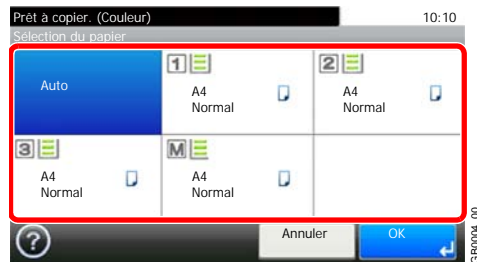 Prêt à copier. (Couleur) 10:10
Sélection du papier
Auto
1
A4
Normal
2
A4
Normal
3
A4
Normal
M
A4
Normal
?
Annuler
OK
GB0004_00